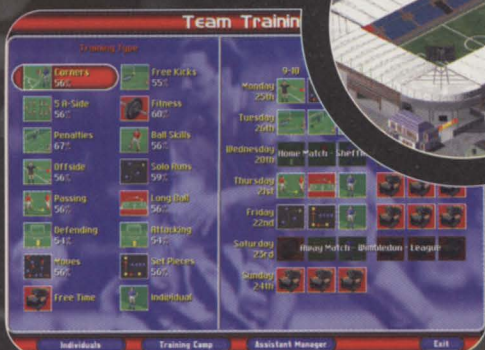 Team Trainin
Training Type
Corners 56%
Free Kicks 55%
5 A-Side 56%
Fitness 60%
Penalties 67%
Ball Skills 56%
Offside 56%
Solo Runs 59%
Passing 56%
Long Ball 56%
Defending 54%
Attacking 54%
Moves 56%
Set Pieces 56%
Free Time
Individual
9-10
Monday 25th
Tuesday 26th
Wednesday 20th Home Match - Sheffi
Thursday 21st
Friday 22nd
Saturday 23rd Away Match - Wimbledon - League
Sunday 24th
Individuals
Training Camp
Assistant Manager
Exit